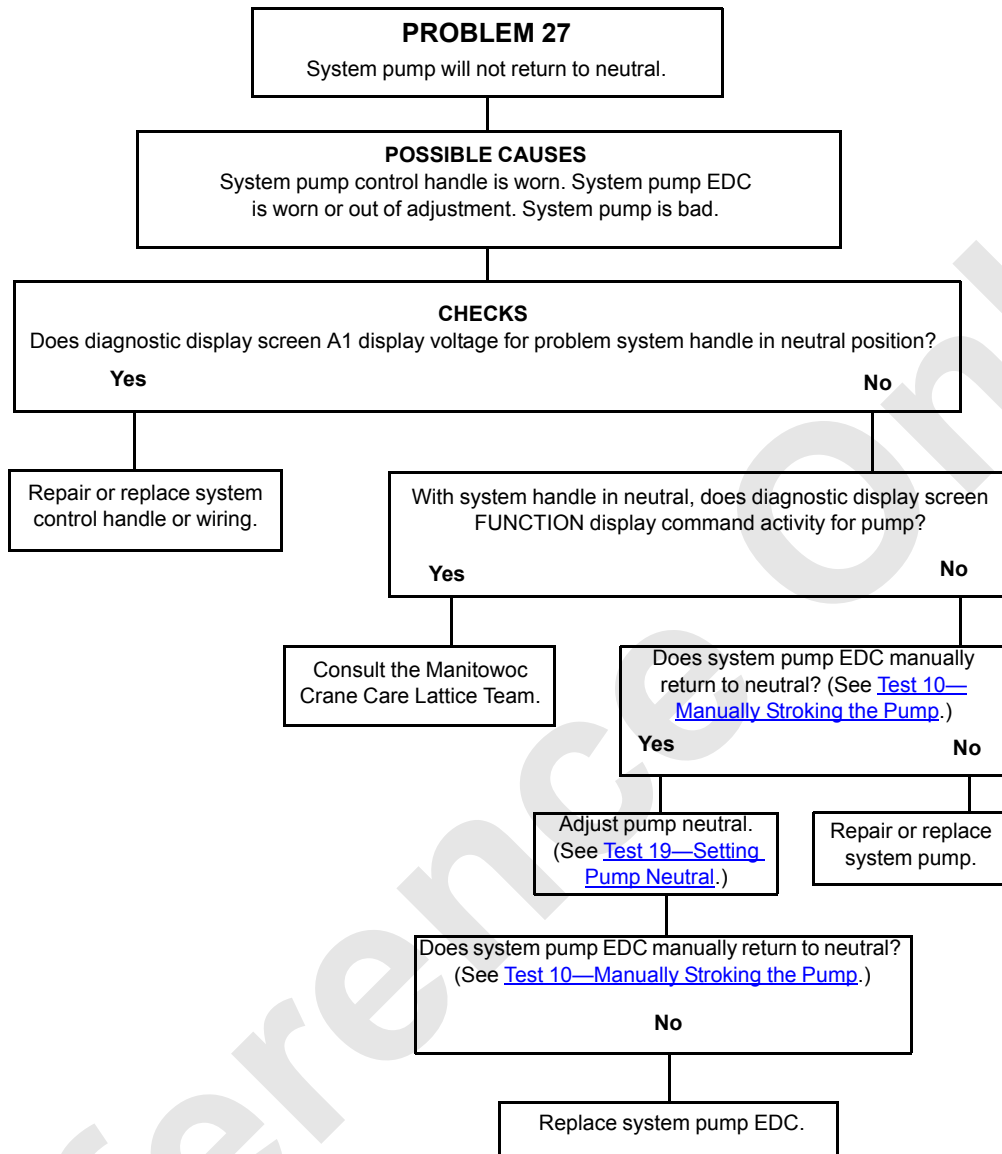 PROBLEM 27
System pump will not return to neutral.
POSSIBLE CAUSES
System pump control handle is worn. System pump EDC
is worn or out of adjustment. System pump is bad.
CHECKS
Does diagnostic display screen A1 display voltage for problem system handle in neutral position?
Yes
No
Repair or replace system
control handle or wiring.
With system handle in neutral, does diagnostic display screen
FUNCTION display command activity for pump?
Yes
No
Consult the Manitowoc
Crane Care Lattice Team.
Does system pump EDC manually
return to neutral? (See Test 10—
Manually Stroking the Pump.)
Yes
No
Adjust pump neutral.
(See Test 19—Setting
Pump Neutral.)
Repair or replace
system pump.
Does system pump EDC manually return to neutral?
(See Test 10—Manually Stroking the Pump.)
No
Replace system pump EDC.